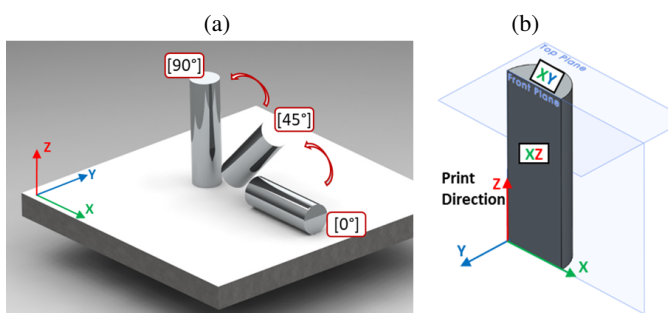 (a)
[90°]
[45°]
[0°]
Z
Y
X
(b)
Top Plane
XY
Front Plane
XZ
Print
Direction
Z
Y
X